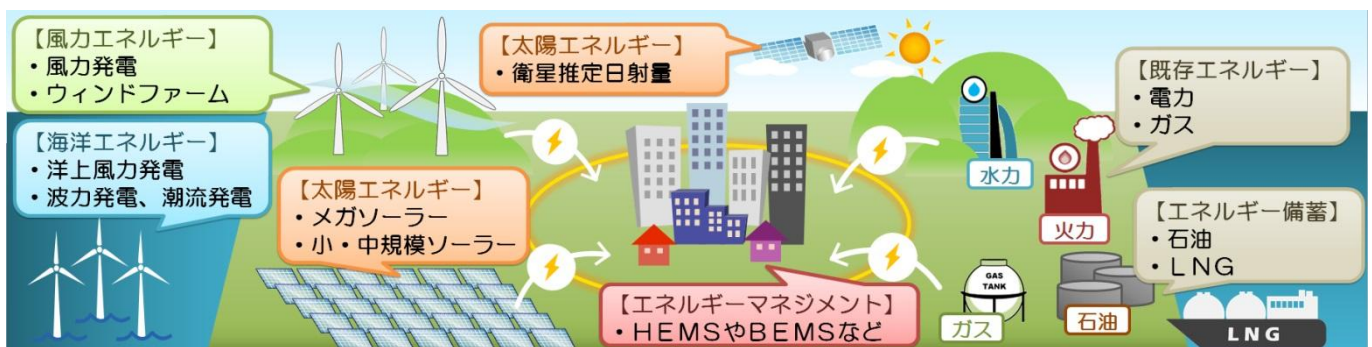 【風力エネルギー】
・風力発電
・ウィンドファーム
【海洋エネルギー】
・洋上風力発電
・波力発電、潮流発電
【太陽エネルギー】
・衛星推定日射量
【太陽エネルギー】
・メガソーラー
・小・中規模ソーラー
【エネルギーマネジメント】
・ＨＥＭＳやＢＥＭＳなど
【既存エネルギー】
・電力
・ガス
水力
火力
【エネルギー備蓄】
・石油
・ＬＮＧ
GAS
TANK
ガス
石油
LNG